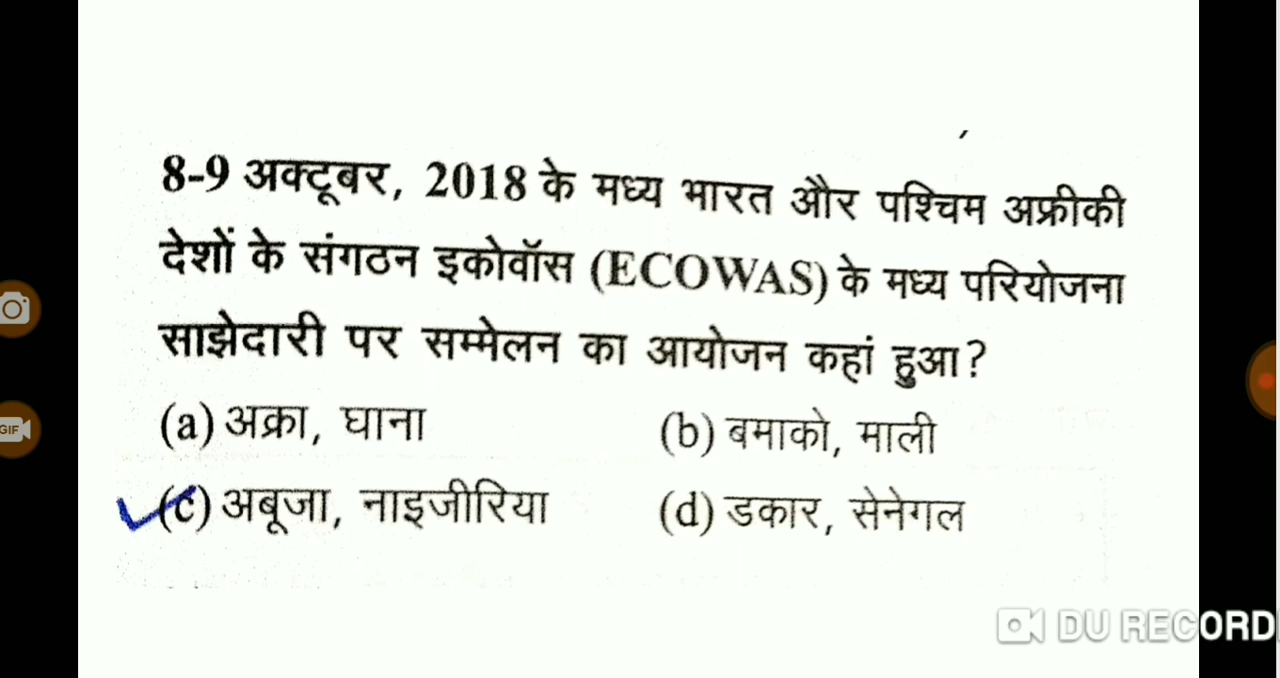 8-9 अक्टूबर, 2018 के मध्य भारत और पश्चिम अफ्रीकी
देशों के संगठन इकोवॉस (ECOWAS) के मध्य परियोजना
साझेदारी पर सम्मेलन का आयोजन कहां हुआ?
(a) अक्रा, घाना (b) बमाको, माली
(c) अबूजा, नाइजीरिया (d) डकार, सेनेगल
GIF
DU RECORD